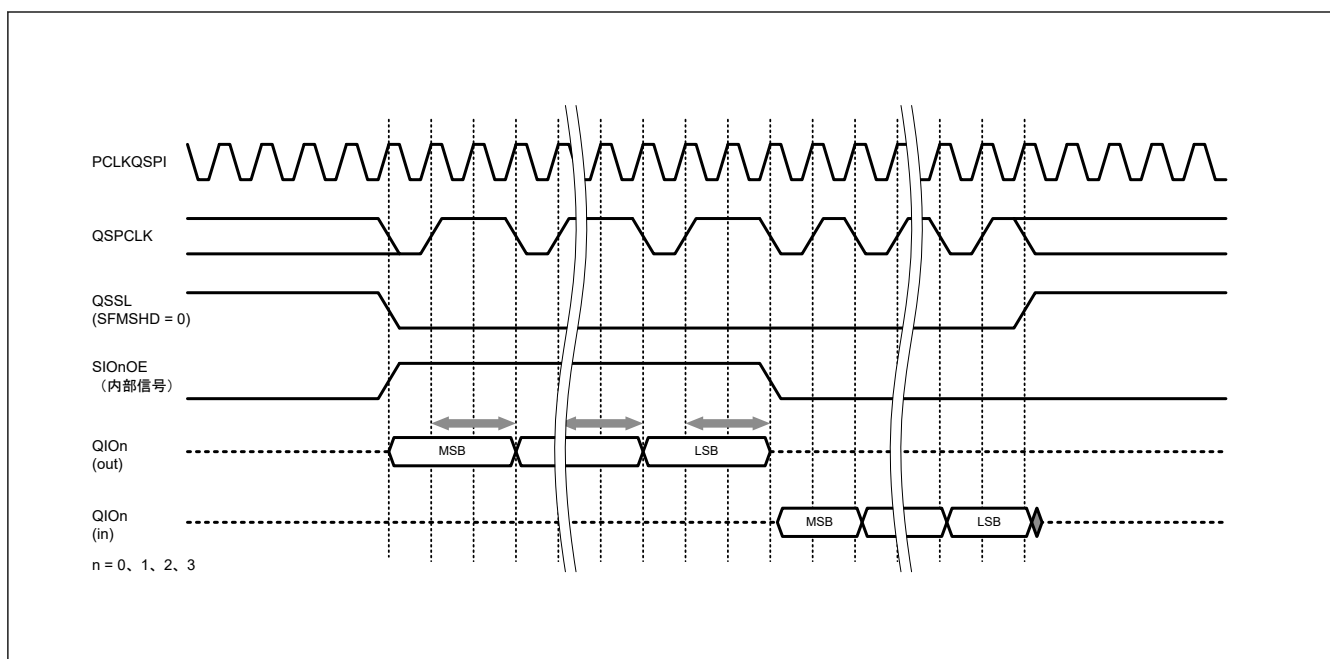 PCLKQSPI
QSPCLK
QSSL
(SFMSHD = 0)
SIOnOE
（内部信号）
QIOn
(out)
MSB
LSB
QIOn
(in)
MSB
LSB
n = 0、1、2、3